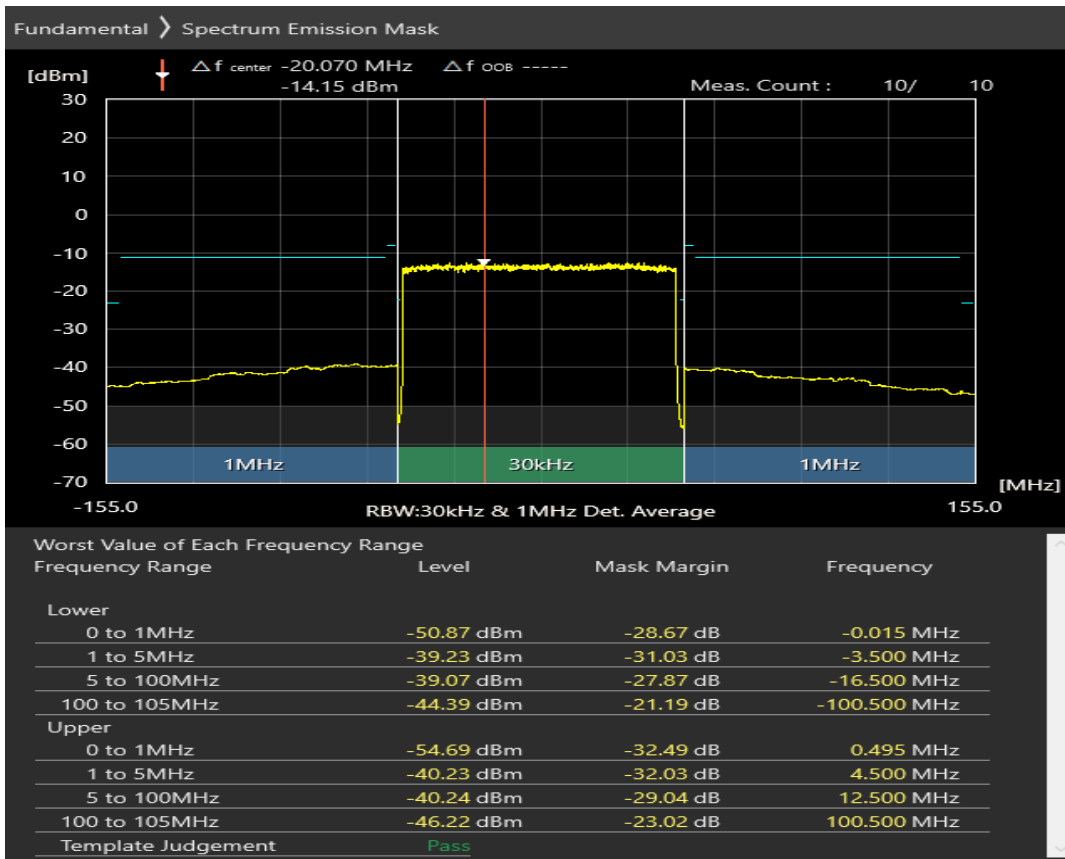 Fundamental ❯ Spectrum Emission Mask
[dBm] Δf center -20.070 MHz Δf OOB -----
-14.15 dBm Meas. Count : 10/ 10
30
20
10
0
-10
-20
-30
-40
-50
-60
-70
1MHz 30kHz 1MHz
[MHz]
-155.0 RBW:30kHz & 1MHz Det. Average 155.0
Worst Value of Each Frequency Range
Frequency Range Level Mask Margin Frequency
Lower
0 to 1MHz -50.87 dBm -28.67 dB -0.015 MHz
1 to 5MHz -39.23 dBm -31.03 dB -3.500 MHz
5 to 100MHz -39.07 dBm -27.87 dB -16.500 MHz
100 to 105MHz -44.39 dBm -21.19 dB -100.500 MHz
Upper
0 to 1MHz -54.69 dBm -32.49 dB 0.495 MHz
1 to 5MHz -40.23 dBm -32.03 dB 4.500 MHz
5 to 100MHz -40.24 dBm -29.04 dB 12.500 MHz
100 to 105MHz -46.22 dBm -23.02 dB 100.500 MHz
Template Judgement Pass